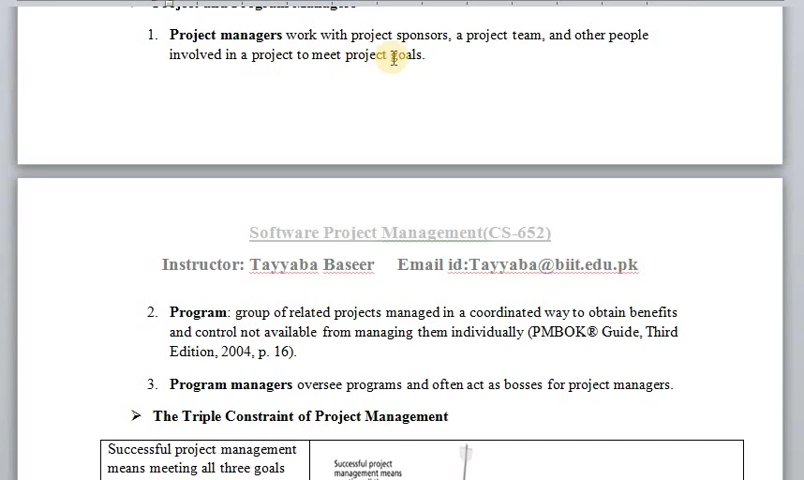 Project and Program Managers
1. Project managers work with project sponsors, a project team, and other people
involved in a project to meet project goals.
Software Project Management(CS-652)
Instructor: Tayyaba Baseer Email id:Tayyaba@biit.edu.pk
2. Program: group of related projects managed in a coordinated way to obtain benefits
and control not available from managing them individually (PMBOK® Guide, Third
Edition, 2004, p. 16).
3. Program managers oversee programs and often act as bosses for project managers.
➢ The Triple Constraint of Project Management
Successful project management
means meeting all three goals
Successful project
management means